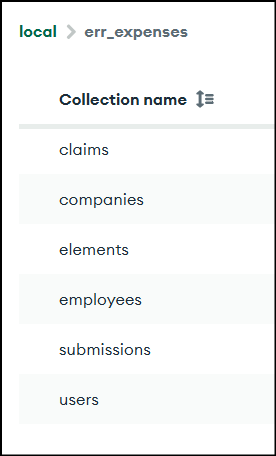 local > err_expenses
Collection name
claims
companies
elements
employees
submissions
users